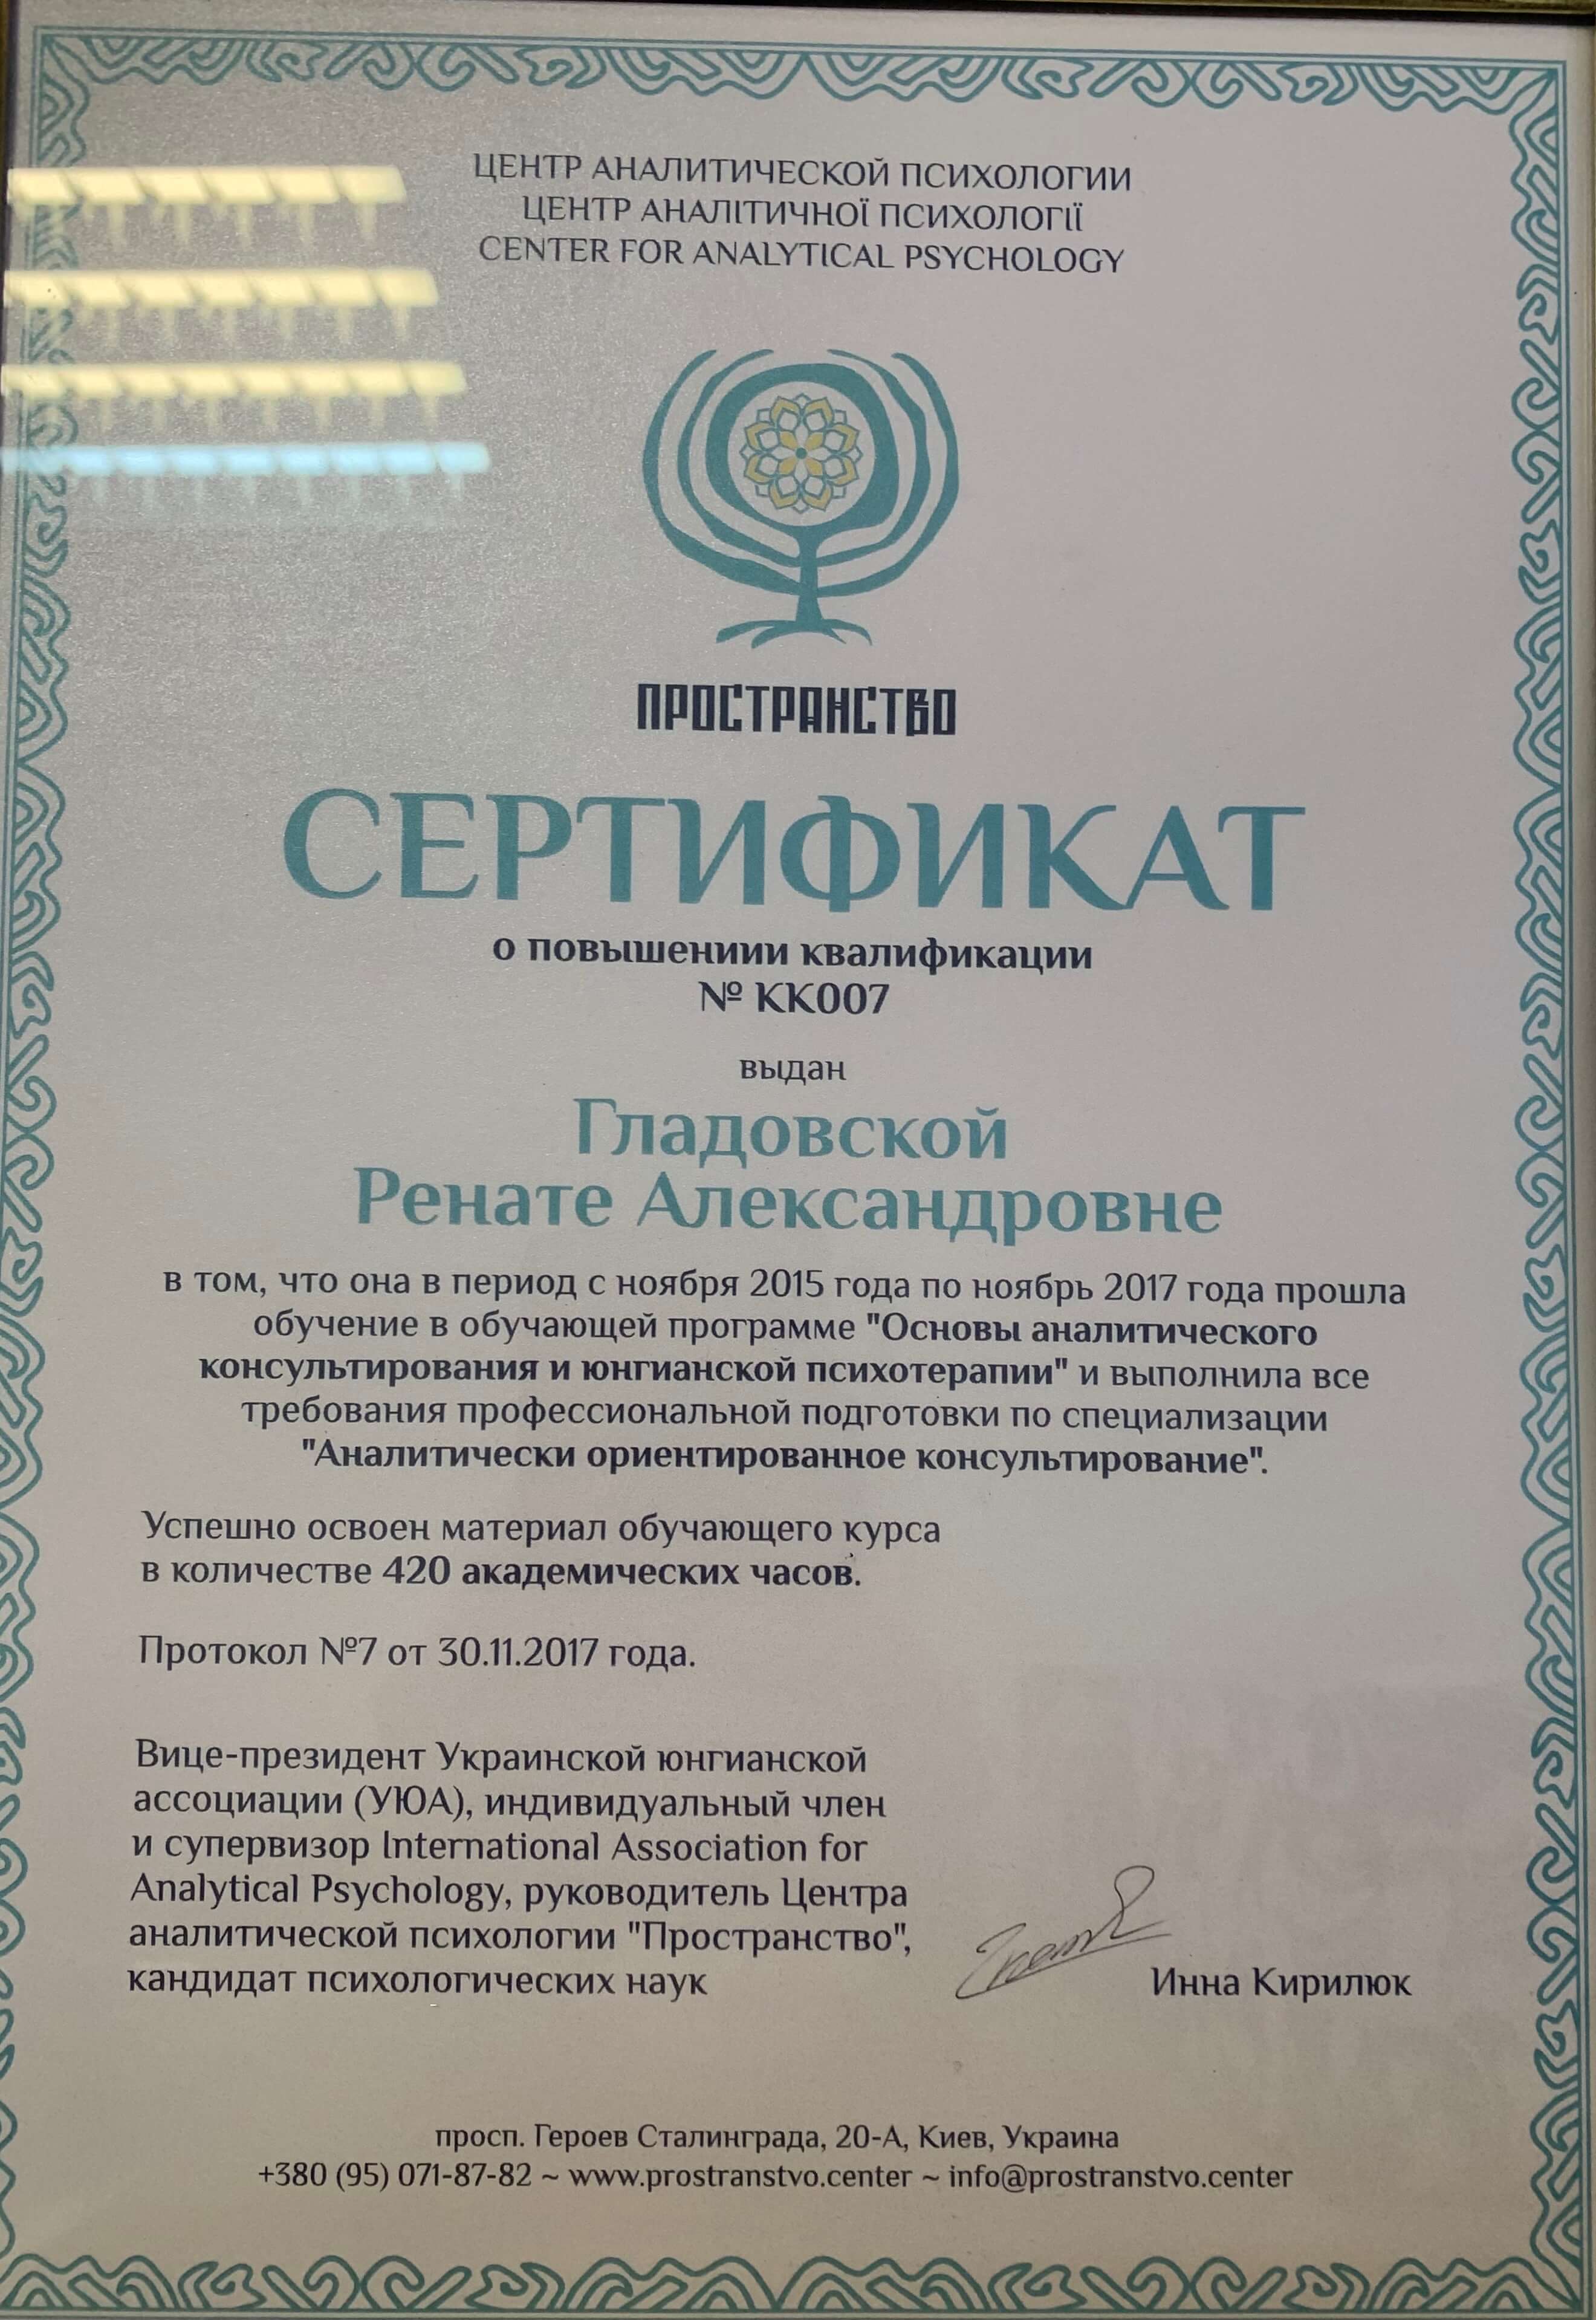 ЦЕНТР АНАЛИТИЧЕСКОЙ ПСИХОЛОГИИ
ЦЕНТР АНАЛІТИЧНОЇ ПСИХОЛОГІЇ
CENTER FOR ANALYTICAL PSYCHOLOGY
ПРОСТРАНСТВО
СЕРТИФИКАТ
о повышениии квалификации
№ КК007
выдан
Гладовской
Ренате Александровне
в том, что она в период с ноября 2015 года по ноябрь 2017 года прошла
обучение в обучающей программе "Основы аналитического
консультирования и юнгианской психотерапии" и выполнила все
требования профессиональной подготовки по специализации
"Аналитически ориентированное консультирование".
Успешно освоен материал обучающего курса
в количестве 420 академических часов.
Протокол №7 от 30.11.2017 года.
Вице-президент Украинской юнгианской
ассоциации (УЮА), индивидуальный член
и супервизор International Association for
Analytical Psychology, руководитель Центра
аналитической психологии "Пространство",
кандидат психологических наук
Инна Кирилюк
просп. Героев Сталинграда, 20-А, Киев, Украина
+380 (95) 071-87-82 ~ www.prostranstvo.center ~ info@prostranstvo.center